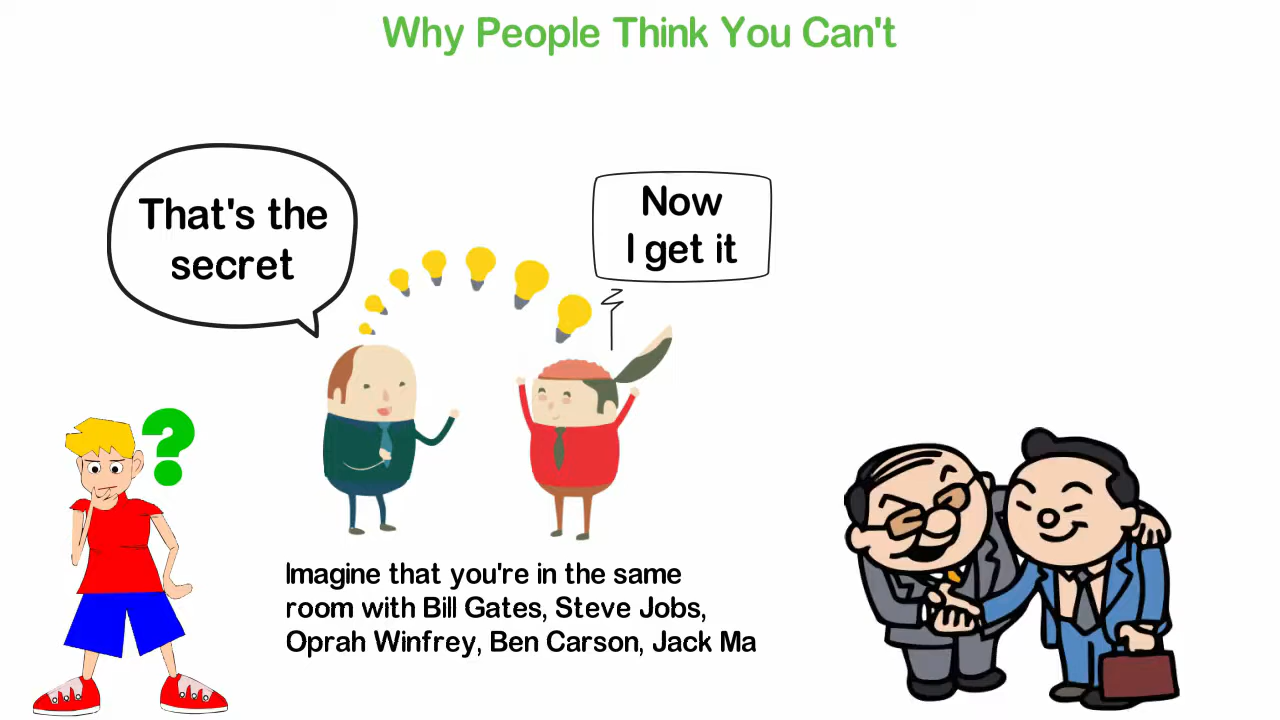 Why People Think You Can't
That's the
secret
Now
I get it
?
Imagine that you're in the same
room with Bill Gates, Steve Jobs,
Oprah Winfrey, Ben Carson, Jack Ma